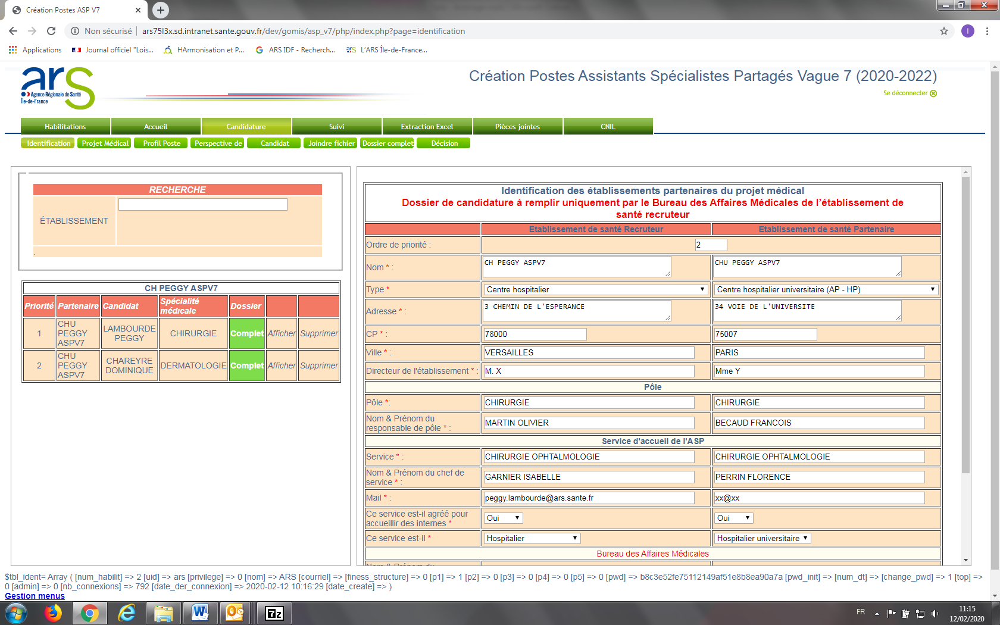 Création Postes ASP V7
Non sécurisé | ars75l3x.sd.intranet.sante.gouv.fr/dev/gomis/asp_v7/php/index.php?page=identification
I
Applications
Journal officiel "Lois...
HArmonisation et P...
ARS IDF - Recherch...
L'ARS Île-de-France...
ars
Agence Régionale de Santé
Île-de-France
Création Postes Assistants Spécialistes Partagés Vague 7 (2020-2022)
Se déconnecter
Habilitations Accueil Candidature Suivi Extraction Excel Pièces jointes CNIL
Identification Projet Médical Profil Poste Perspective de Candidat Joindre fichier Dossier complet Décision
RECHERCHE
ÉTABLISSEMENT
.
CH PEGGY ASPV7
Priorité Partenaire Candidat Spécialité médicale Dossier
1 CHU PEGGY ASPV7 LAMBOURDE PEGGY CHIRURGIE Complet Afficher Supprimer
2 CHU PEGGY ASPV7 CHAREYRE DOMINIQUE DERMATOLOGIE Complet Afficher Supprimer
Identification des établissements partenaires du projet médical
Dossier de candidature à remplir uniquement par le Bureau des Affaires Médicales de l'établissement de
santé recruteur
Etablissement de santé Recruteur Etablissement de santé Partenaire
Ordre de priorité : 2
Nom * : CH PEGGY ASPV7 CHU PEGGY ASPV7
Type * Centre hospitalier Centre hospitalier universitaire (AP - HP)
Adresse * : 3 CHEMIN DE L'ESPERANCE 34 VOIE DE L'UNIVERSITE
CP * : 78000 75007
Ville * : VERSAILLES PARIS
Directeur de l'établissement * : M. X Mme Y
Pôle
Pôle *: CHIRURGIE CHIRURGIE
Nom & Prénom du responsable de pôle * : MARTIN OLIVIER BECAUD FRANCOIS
Service d'accueil de l'ASP
Service * : CHIRURGIE OPHTALMOLOGIE CHIRURGIE OPHTALMOLOGIE
Nom & Prénom du chef de service * : GARNIER ISABELLE PERRIN FLORENCE
Mail * : peggy.lambourde@ars.sante.fr xx@xx
Ce service est-il agréé pour accueillir des internes * Oui Oui
Ce service est-il * Hospitalier Hospitalier universitaire
Bureau des Affaires Médicales
$tbl_ident= Array ( [num_habilit] => 2 [uid] => ars [privilege] => 0 [nom] => ARS [courriel] => [finess_structure] => 0 [p1] => 1 [p2] => 0 [p3] => 0 [p4] => 0 [p5] => 0 [pwd] => b8c3e52fe75112149af51e8b8ea90a7a [pwd_init] => [num_dt] => [change_pwd] => 1 [top] =>
0 [admin] => 0 [nb_connexions] => 792 [date_der_connexion] => 2020-02-12 10:16:29 [date_create] => )
Gestion menus
FR
11:15
12/02/2020